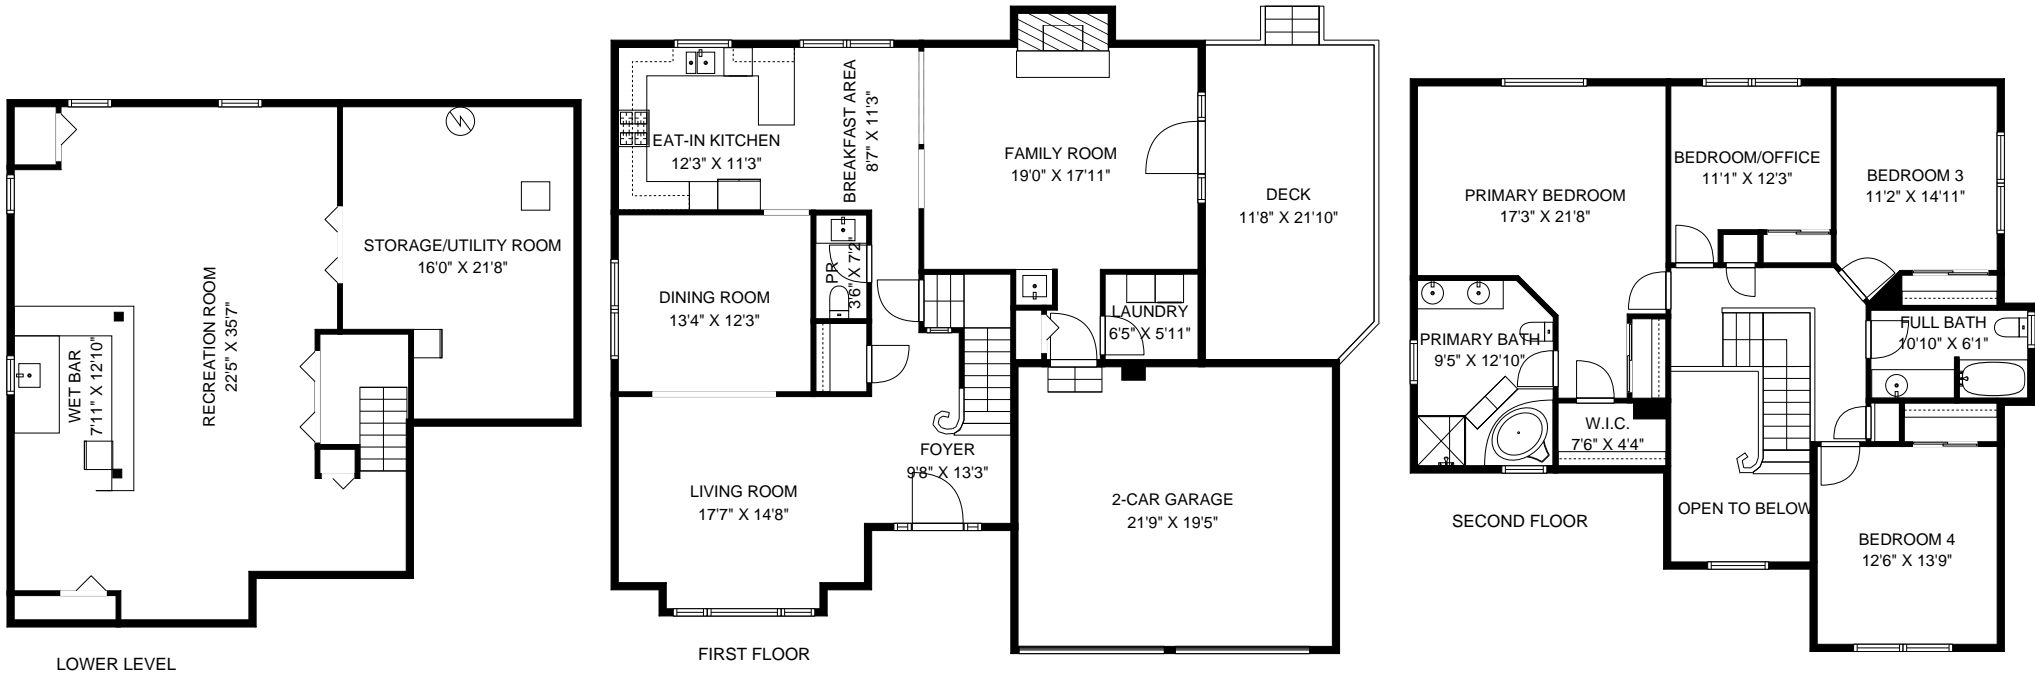 STORAGE/UTILITY ROOM
16'0" X 21'8"
RECREATION ROOM
22'5" X 35'7"
WET BAR
7'11" X 12'10"
LOWER LEVEL
EAT-IN KITCHEN
12'3" X 11'3"
BREAKFAST AREA
8'7" X 11'3"
FAMILY ROOM
19'0" X 17'11"
DECK
11'8" X 21'10"
DINING ROOM
13'4" X 12'3"
PR
3'6" X 7'2"
LAUNDRY
6'5" X 5'11"
FOYER
9'8" X 13'3"
LIVING ROOM
17'7" X 14'8"
2-CAR GARAGE
21'9" X 19'5"
FIRST FLOOR
PRIMARY BEDROOM
17'3" X 21'8"
BEDROOM/OFFICE
11'1" X 12'3"
BEDROOM 3
11'2" X 14'11"
PRIMARY BATH
9'5" X 12'10"
FULL BATH
10'10" X 6'1"
W.I.C.
7'6" X 4'4"
OPEN TO BELOW
BEDROOM 4
12'6" X 13'9"
SECOND FLOOR